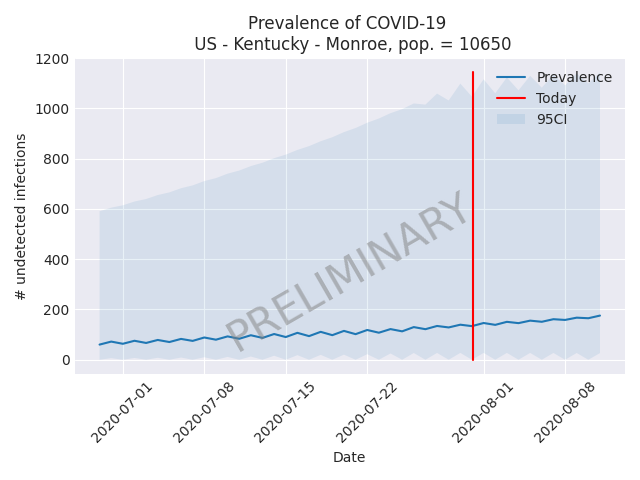 Prevalence of COVID-19
US - Kentucky - Monroe, pop. = 10650
1200
1000
800
600
400
200
0
# undetected infections
Prevalence
Today
95CI
PRELIMINARY
2020-07-01
2020-07-08
2020-07-15
2020-07-22
2020-08-01
2020-08-08
Date